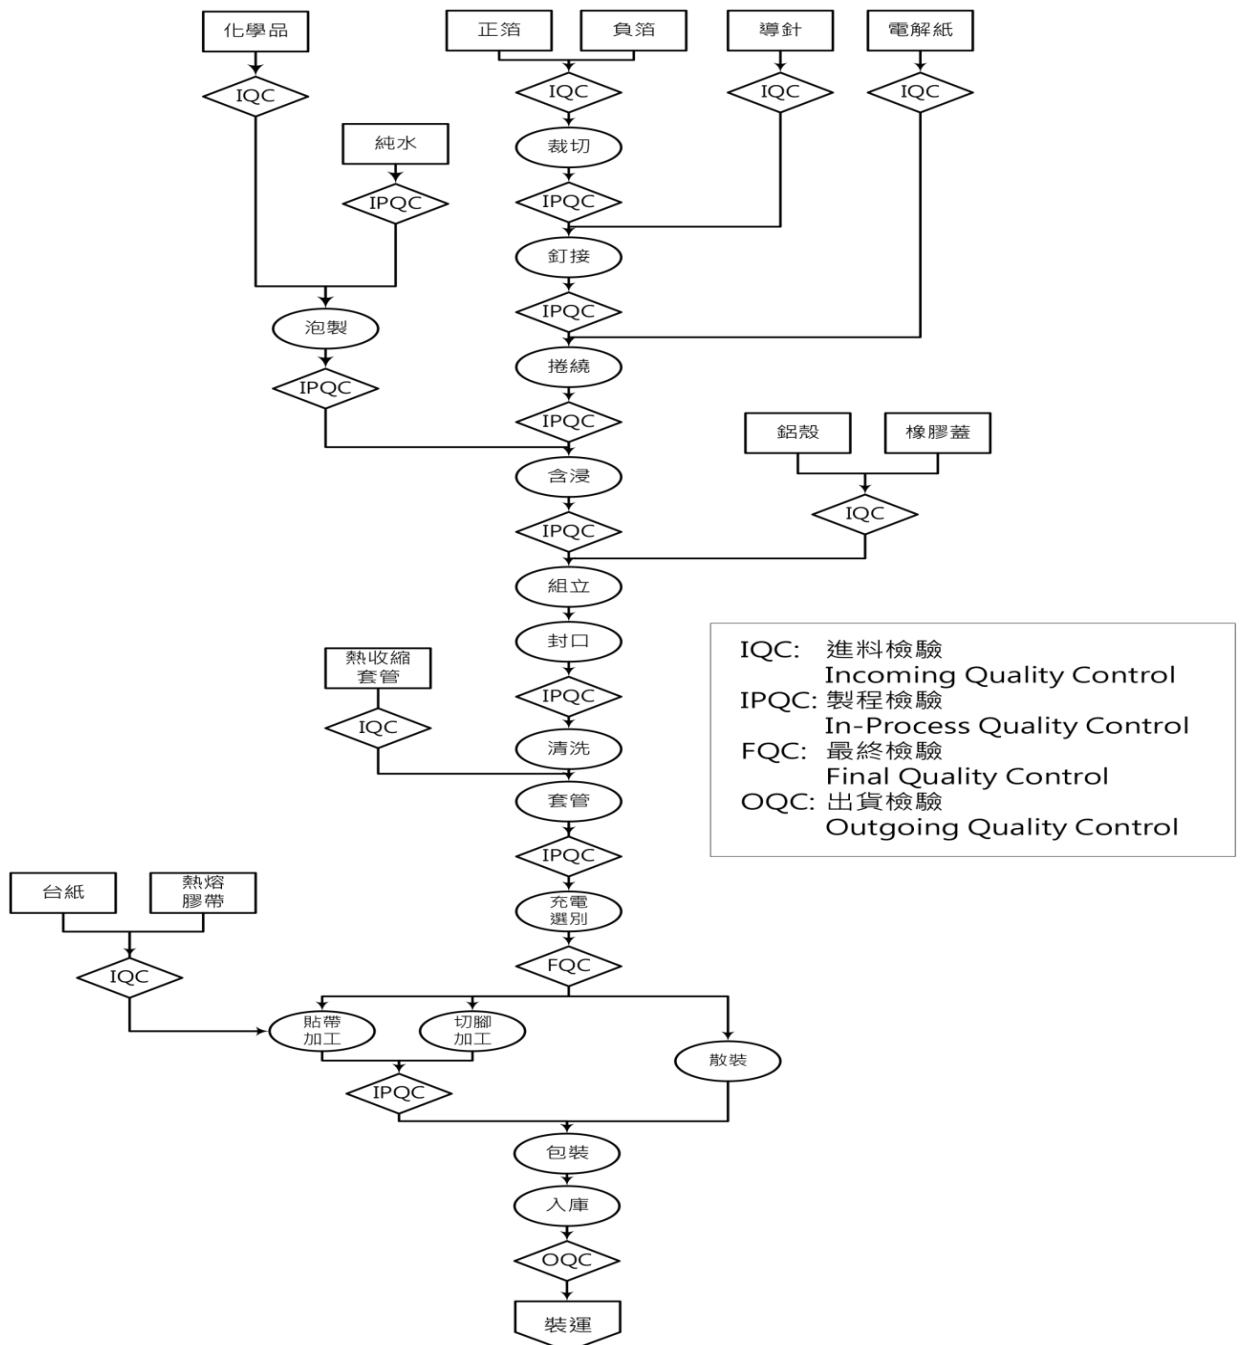 化學品
正箔
負箔
導針
電解紙
IQC
IQC
IQC
IQC
純水
裁切
IPQC
IPQC
釘接
IPQC
泡製
捲繞
IPQC
IPQC
鋁殼
橡膠蓋
含浸
IQC
IPQC
組立
封口
熱收縮
套管
IPQC
IQC
清洗
套管
IPQC
IQC: 進料檢驗
Incoming Quality Control
IPQC: 製程檢驗
In-Process Quality Control
FQC: 最終檢驗
Final Quality Control
OQC: 出貨檢驗
Outgoing Quality Control
台紙
熱熔
膠帶
充電
選別
IQC
FQC
貼帶
加工
切腳
加工
散裝
IPQC
包裝
入庫
OQC
裝運